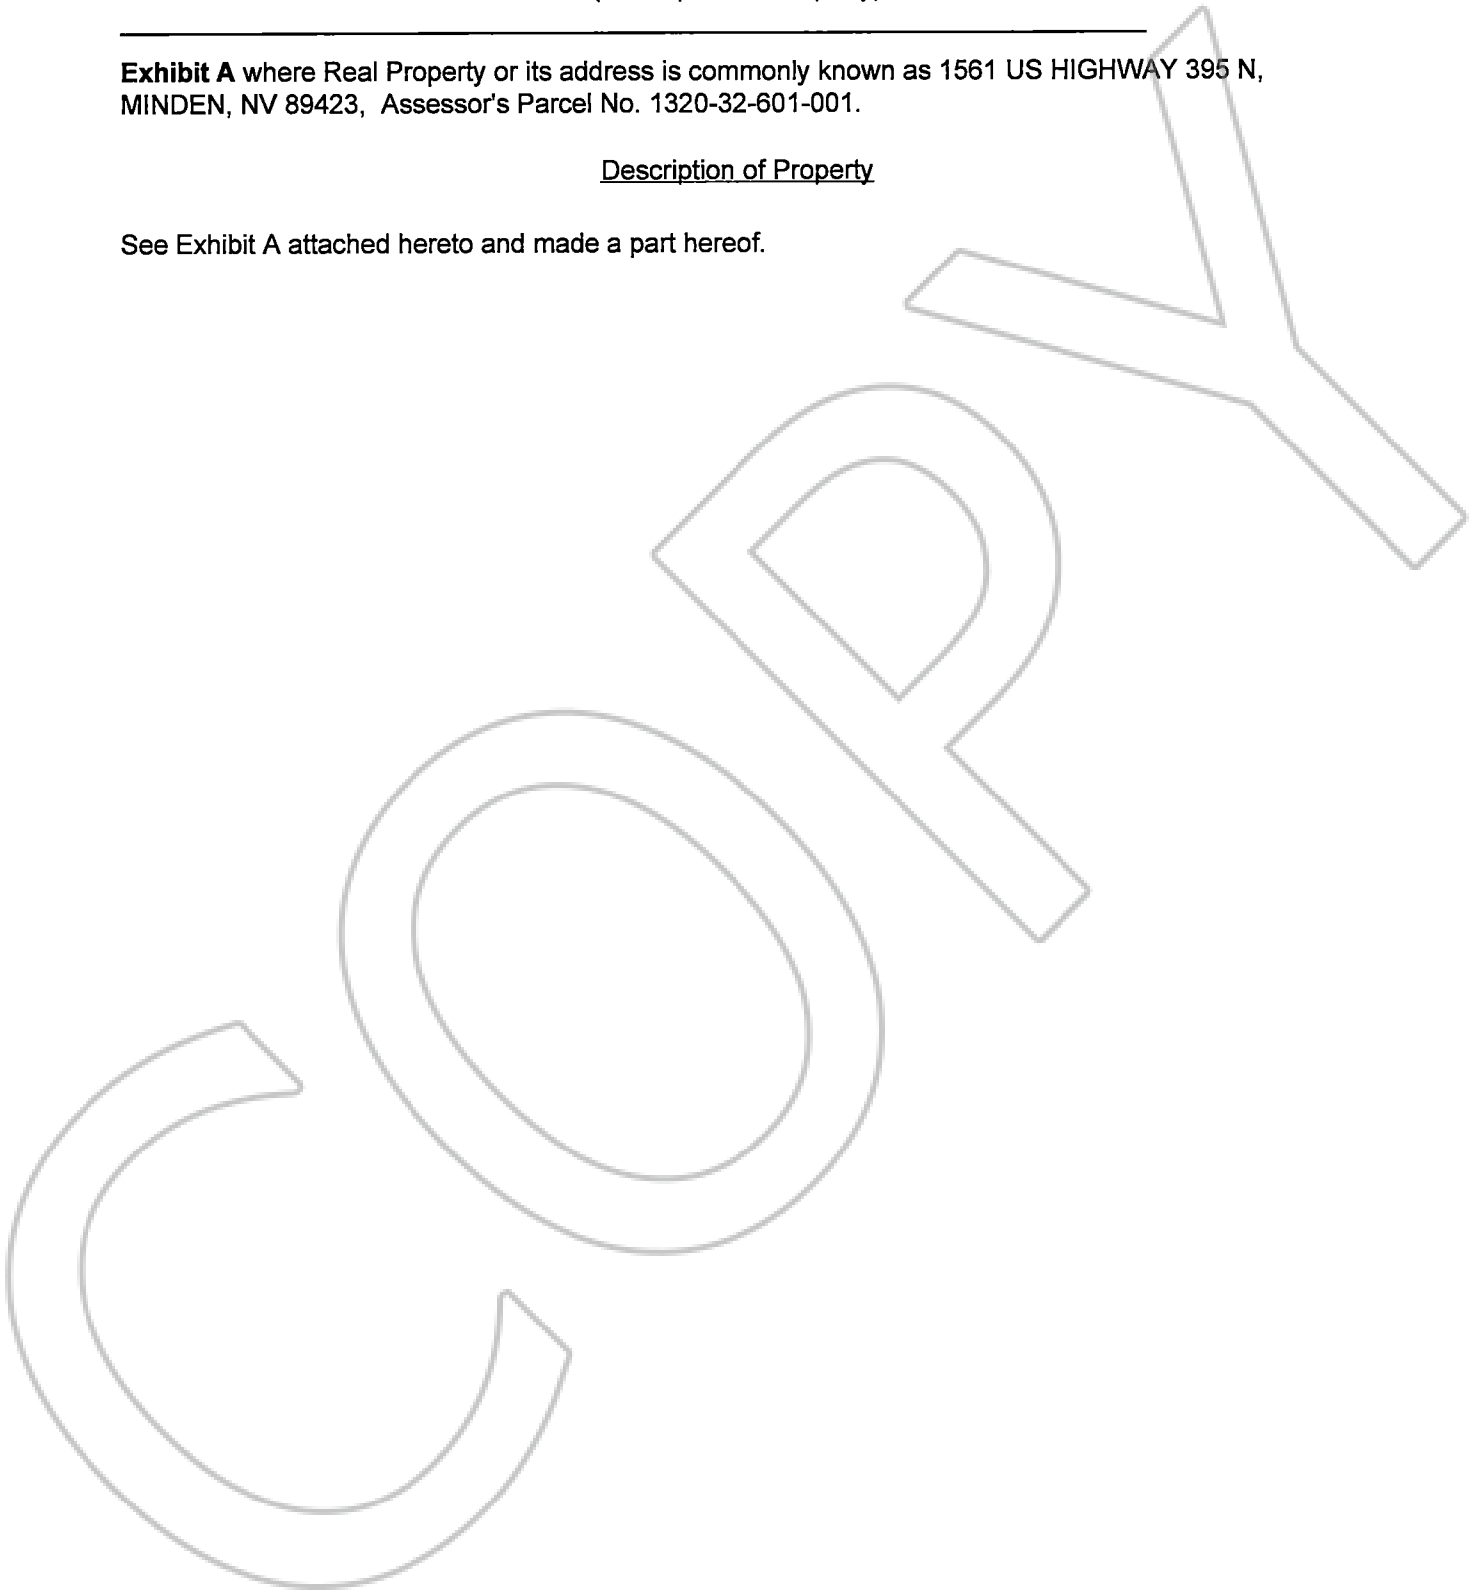 Exhibit A where Real Property or its address is commonly known as 1561 US HIGHWAY 395 N,
MINDEN, NV 89423, Assessor's Parcel No. 1320-32-601-001.
Description of Property
See Exhibit A attached hereto and made a part hereof.
COPY